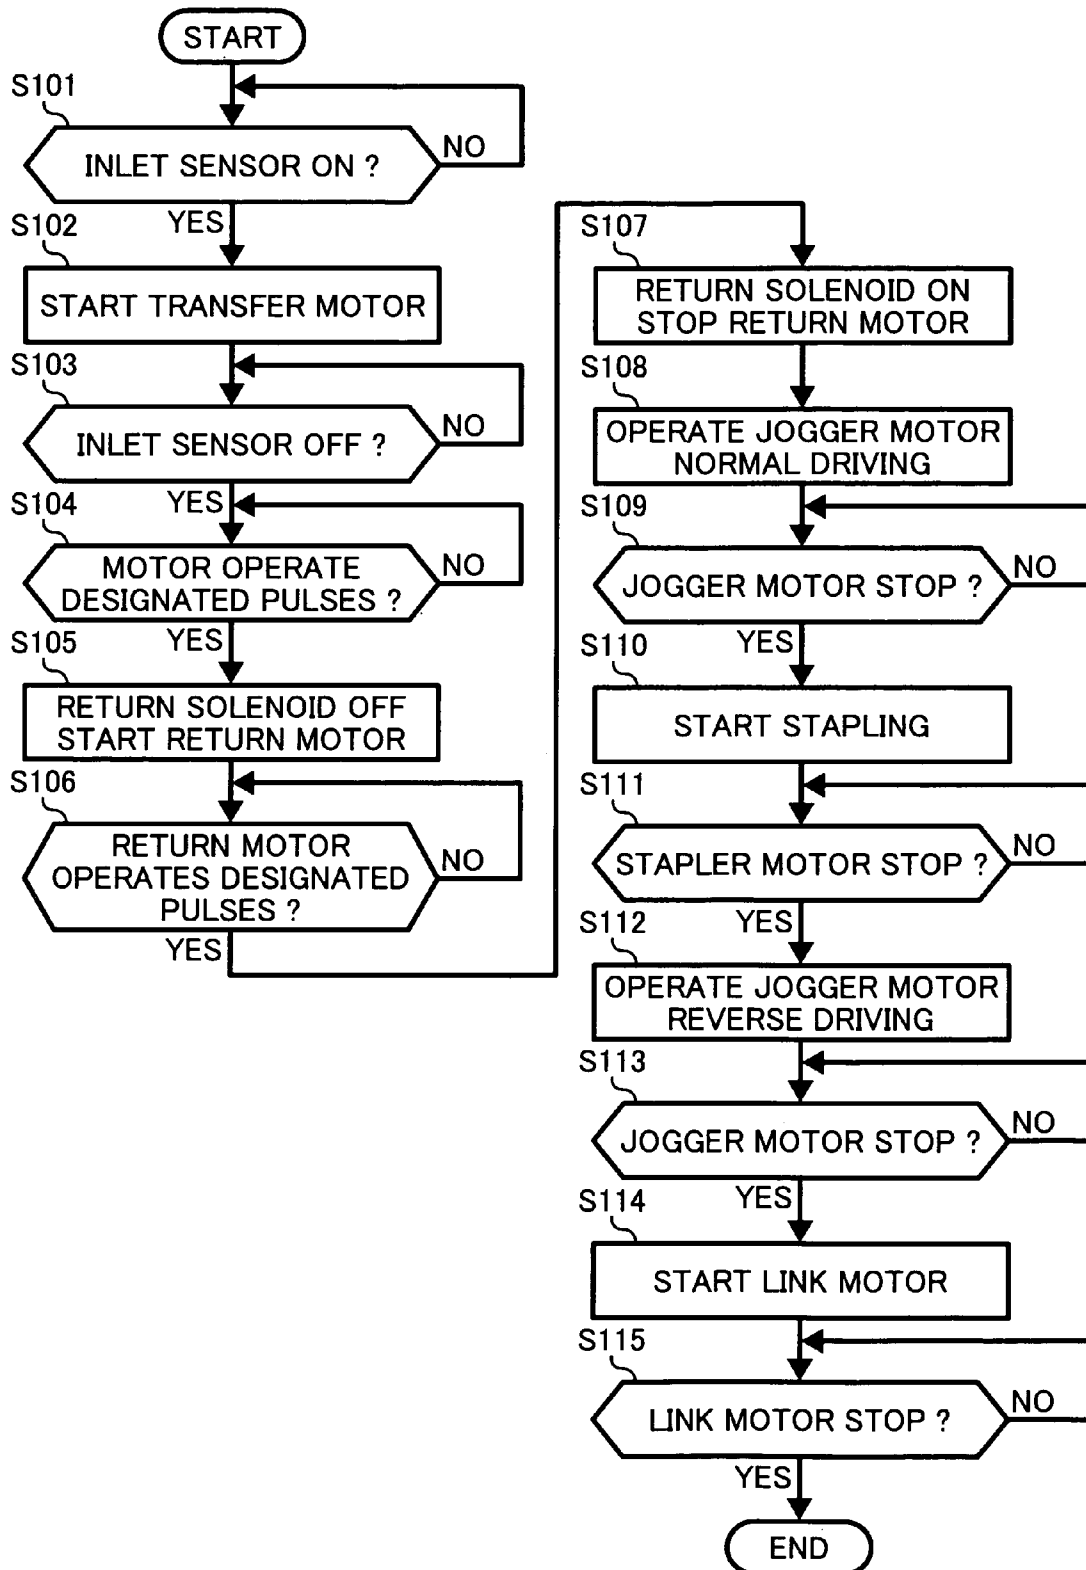 START
S101
INLET SENSOR ON ?
NO
YES
S102
START TRANSFER MOTOR
S103
INLET SENSOR OFF ?
NO
YES
S104
MOTOR OPERATE
DESIGNATED PULSES ?
NO
YES
S105
RETURN SOLENOID OFF
START RETURN MOTOR
S106
RETURN MOTOR
OPERATES DESIGNATED
PULSES ?
NO
YES
S107
RETURN SOLENOID ON
STOP RETURN MOTOR
S108
OPERATE JOGGER MOTOR
NORMAL DRIVING
S109
JOGGER MOTOR STOP ?
NO
YES
S110
START STAPLING
S111
STAPLER MOTOR STOP ?
NO
YES
S112
OPERATE JOGGER MOTOR
REVERSE DRIVING
S113
JOGGER MOTOR STOP ?
NO
YES
S114
START LINK MOTOR
S115
LINK MOTOR STOP ?
NO
YES
END